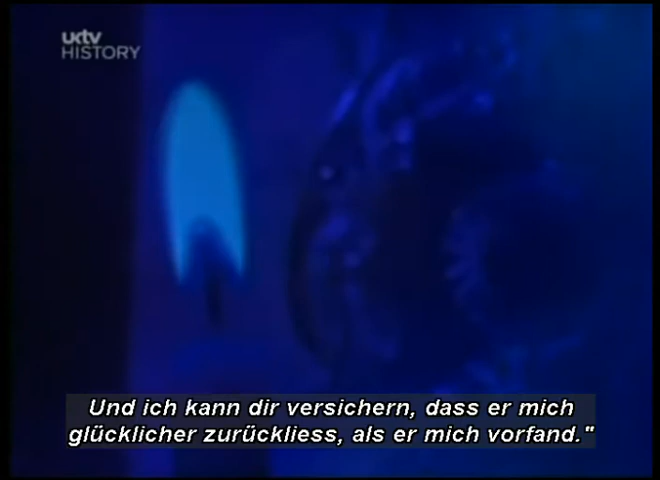 uktv
HISTORY
Und ich kann dir versichern, dass er mich
glücklicher zurückliess, als er mich vorfand."